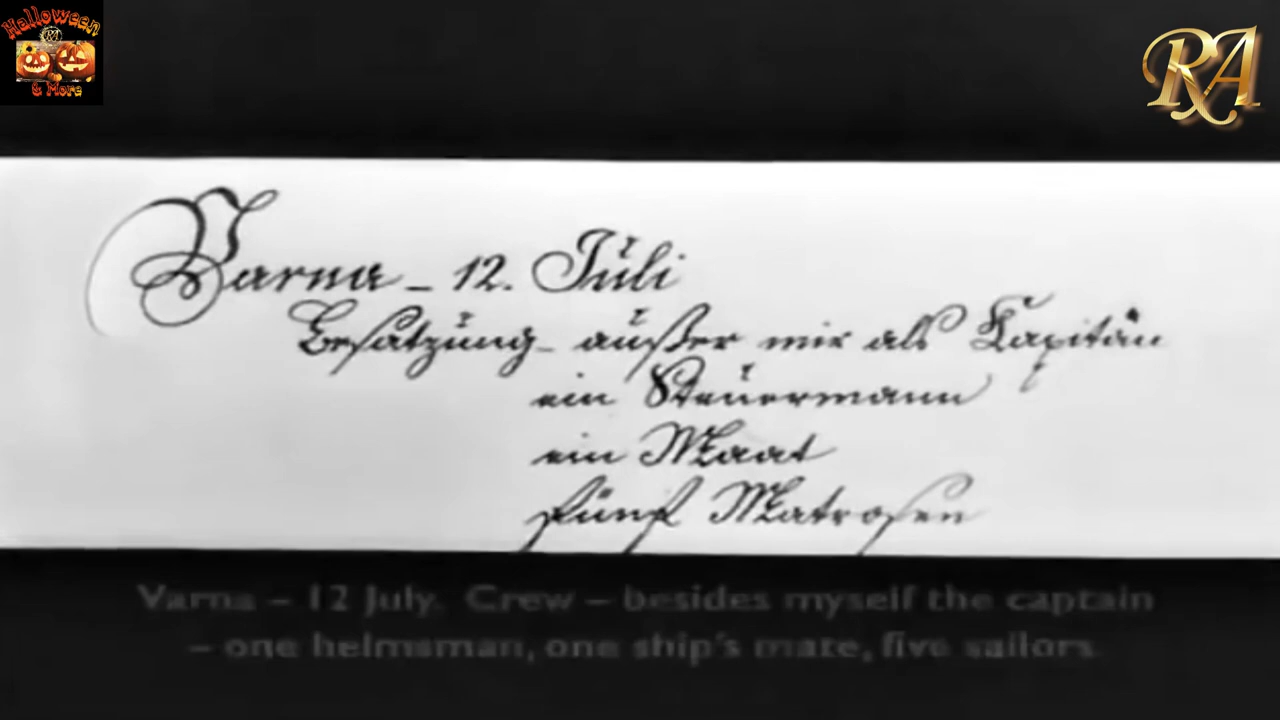 Halloween
RA
& More
RA
Varna – 12. Juli
Besatzung – außer mir als Kapitän
ein Steuermann
ein Maat
fünf Matrosen
Varna – 12 July. Crew – besides myself the captain
– one helmsman, one ship's mate, five sailors.